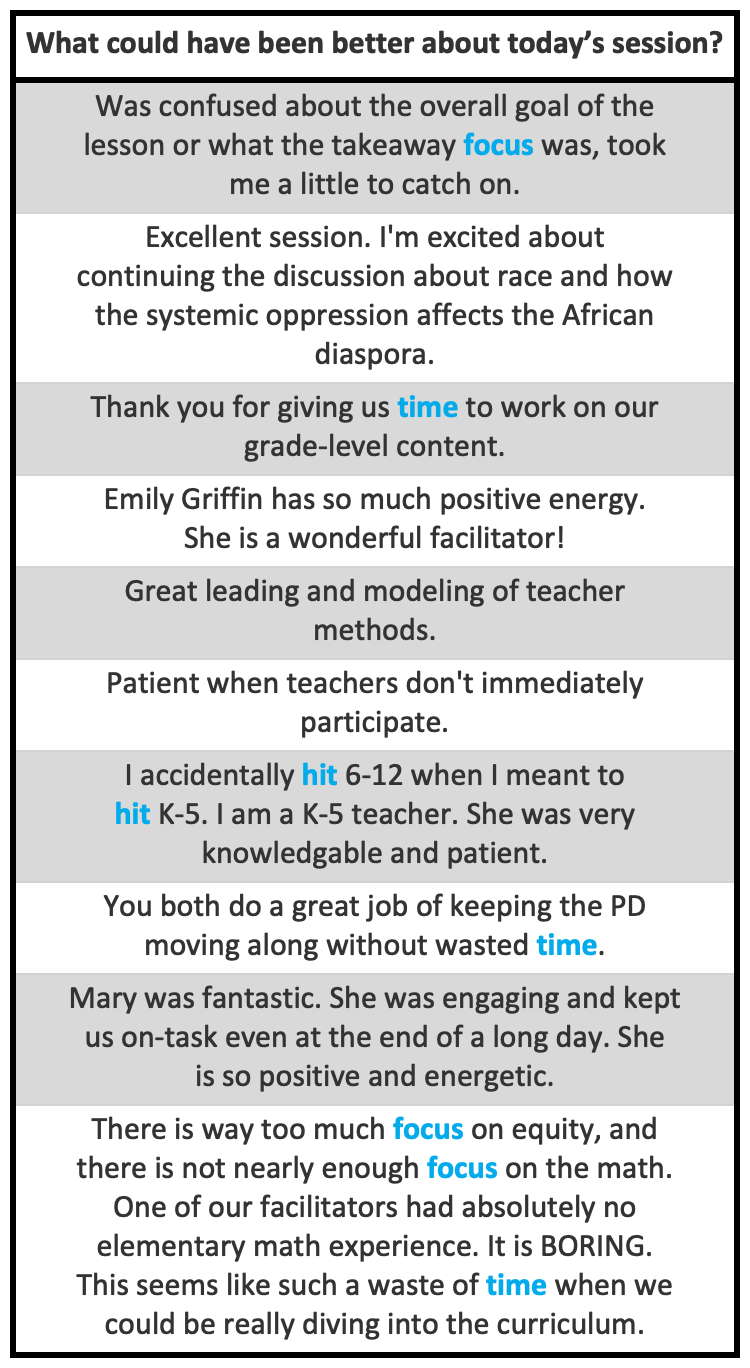 What could have been better about today’s session?
Was confused about the overall goal of the
lesson or what the takeaway focus was, took
me a little to catch on.
Excellent session. I'm excited about
continuing the discussion about race and how
the systemic oppression affects the African
diaspora.
Thank you for giving us time to work on our
grade-level content.
Emily Griffin has so much positive energy.
She is a wonderful facilitator!
Great leading and modeling of teacher
methods.
Patient when teachers don't immediately
participate.
I accidentally hit 6-12 when I meant to
hit K-5. I am a K-5 teacher. She was very
knowledgable and patient.
You both do a great job of keeping the PD
moving along without wasted time.
Mary was fantastic. She was engaging and kept
us on-task even at the end of a long day. She
is so positive and energetic.
There is way too much focus on equity, and
there is not nearly enough focus on the math.
One of our facilitators had absolutely no
elementary math experience. It is BORING.
This seems like such a waste of time when we
could be really diving into the curriculum.